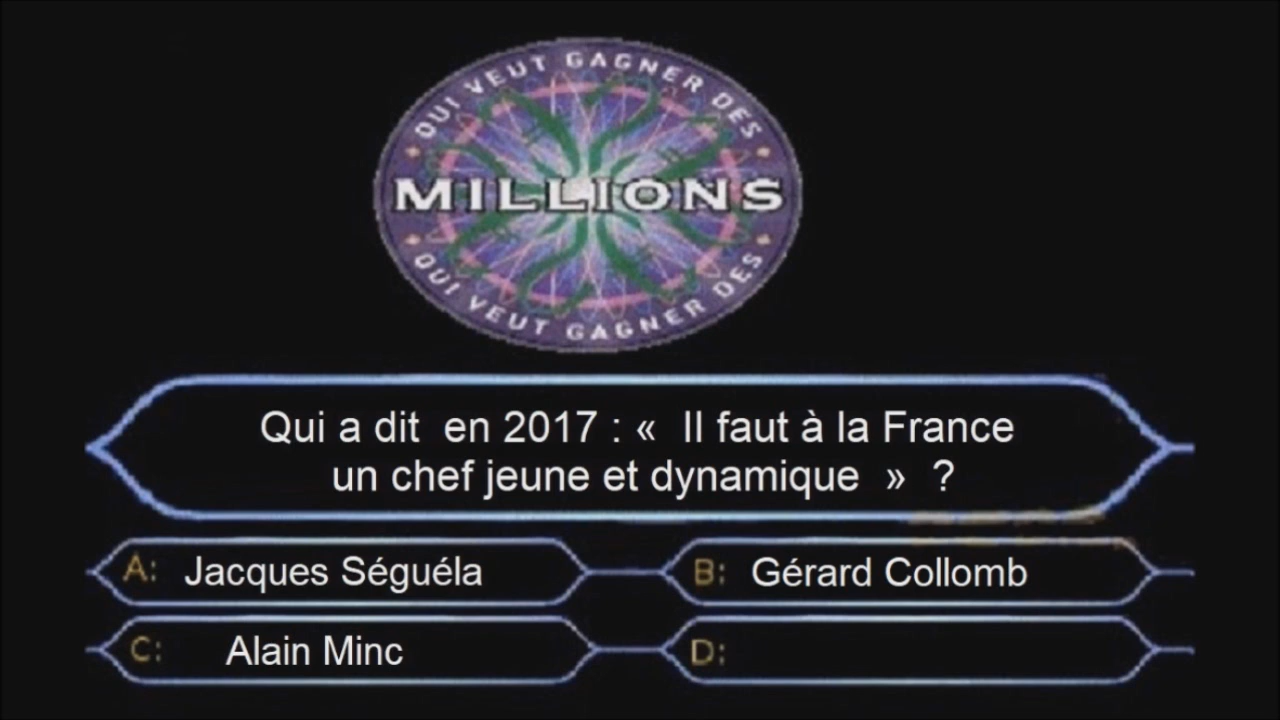 QUI VEUT GAGNER DES
MILLIONS
QUI VEUT GAGNER DES
Qui a dit en 2017 : « Il faut à la France
un chef jeune et dynamique » ?
A: Jacques Séguéla
B: Gérard Collomb
C: Alain Minc
D: